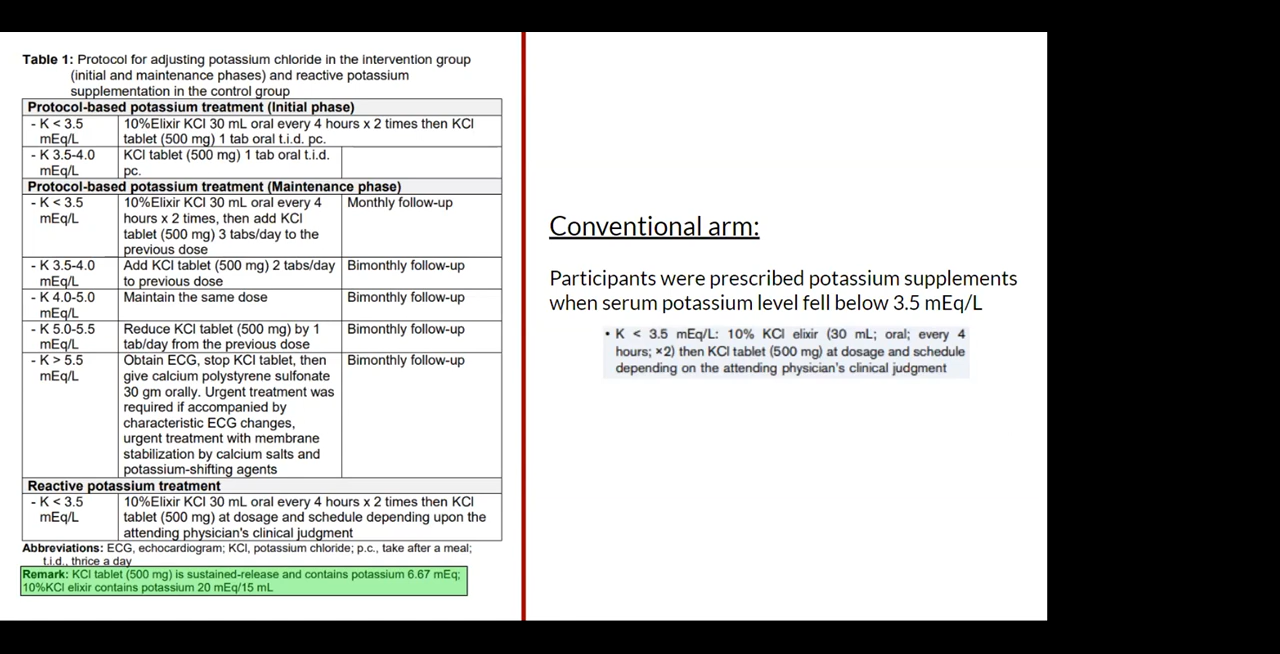 Table 1: Protocol for adjusting potassium chloride in the intervention group
(initial and maintenance phases) and reactive potassium
supplementation in the control group
Protocol-based potassium treatment (Initial phase)
- K < 3.5 mEq/L
10%Elixir KCl 30 mL oral every 4 hours x 2 times then KCl
tablet (500 mg) 1 tab oral t.i.d. pc.
- K 3.5-4.0 mEq/L
KCl tablet (500 mg) 1 tab oral t.i.d.
pc.
Protocol-based potassium treatment (Maintenance phase)
- K < 3.5 mEq/L
10%Elixir KCl 30 mL oral every 4
hours x 2 times, then add KCl
tablet (500 mg) 3 tabs/day to the
previous dose
Monthly follow-up
- K 3.5-4.0 mEq/L
Add KCl tablet (500 mg) 2 tabs/day
to previous dose
Bimonthly follow-up
- K 4.0-5.0 mEq/L
Maintain the same dose
Bimonthly follow-up
- K 5.0-5.5 mEq/L
Reduce KCl tablet (500 mg) by 1
tab/day from the previous dose
Bimonthly follow-up
- K > 5.5 mEq/L
Obtain ECG, stop KCl tablet, then
give calcium polystyrene sulfonate
30 gm orally. Urgent treatment was
required if accompanied by
characteristic ECG changes,
urgent treatment with membrane
stabilization by calcium salts and
potassium-shifting agents
Bimonthly follow-up
Reactive potassium treatment
- K < 3.5 mEq/L
10%Elixir KCl 30 mL oral every 4 hours x 2 times then KCl
tablet (500 mg) at dosage and schedule depending upon the
attending physician's clinical judgment
Abbreviations: ECG, echocardiogram; KCl, potassium chloride; p.c., take after a meal;
t.i.d., thrice a day
Remark: KCl tablet (500 mg) is sustained-release and contains potassium 6.67 mEq;
10%KCl elixir contains potassium 20 mEq/15 mL
Conventional arm:
Participants were prescribed potassium supplements
when serum potassium level fell below 3.5 mEq/L
• K < 3.5 mEq/L: 10% KCl elixir (30 mL; oral; every 4
hours; ×2) then KCl tablet (500 mg) at dosage and schedule
depending on the attending physician's clinical judgment